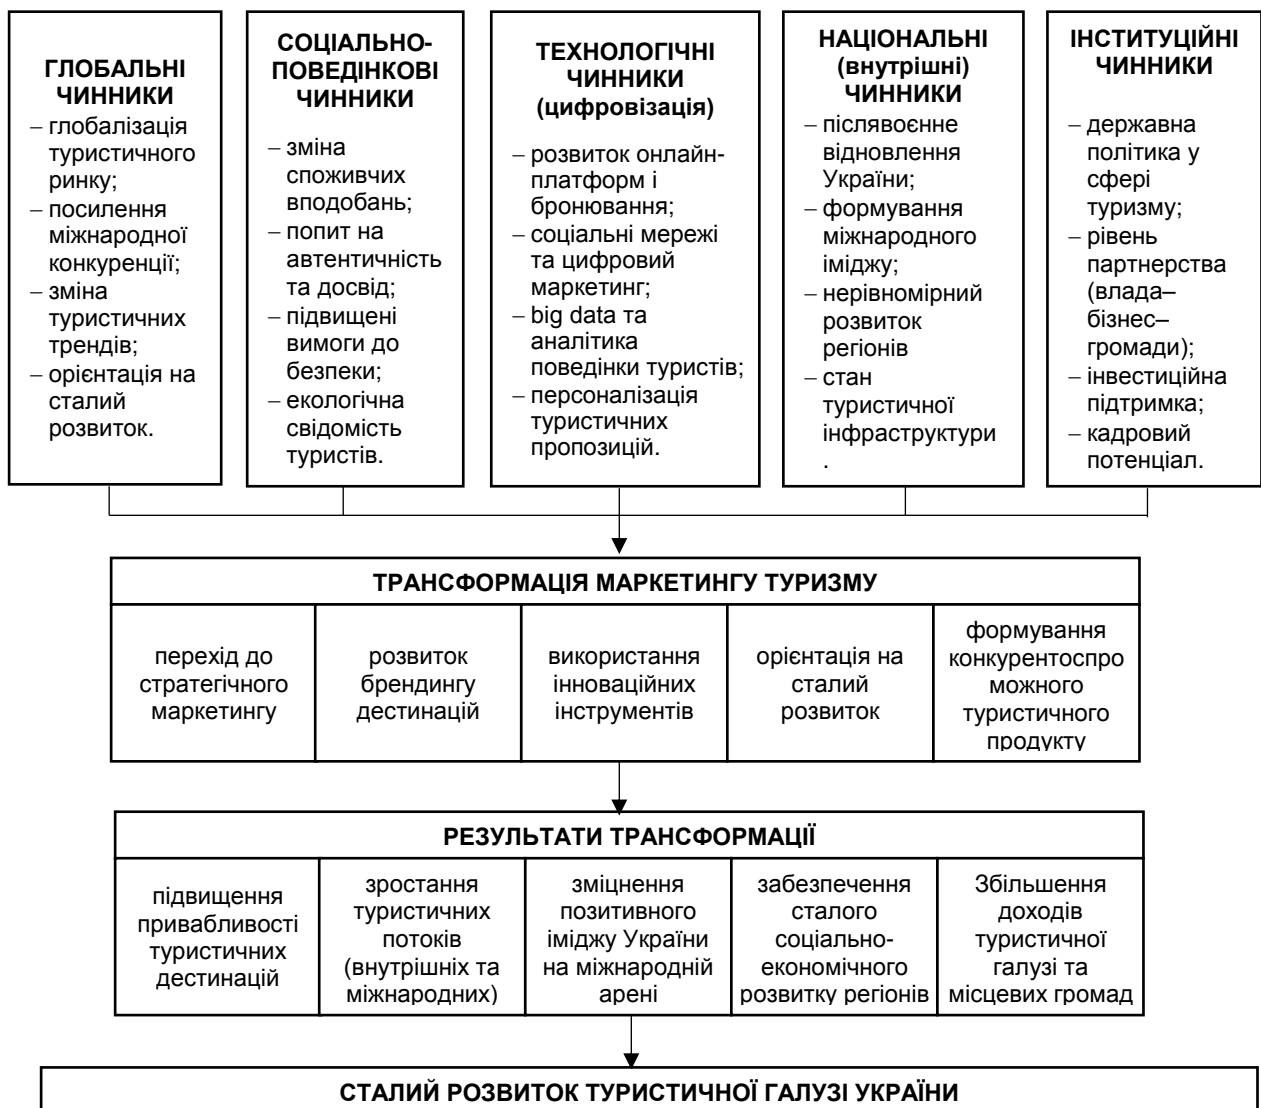 ГЛОБАЛЬНІ
ЧИННИКИ
– глобалізація
туристичного
ринку;
– посилення
міжнародної
конкуренції;
– зміна
туристичних
трендів;
– орієнтація на
сталий
розвиток.
СОЦІАЛЬНО-
ПОВЕДІНКОВІ
ЧИННИКИ
– зміна
споживчих
вподобань;
– попит на
автентичність
та досвід;
– підвищені
вимоги до
безпеки;
– екологічна
свідомість
туристів.
ТЕХНОЛОГІЧНІ
ЧИННИКИ
(цифровізація)
– розвиток онлайн-
платформ і
бронювання;
– соціальні мережі
та цифровий
маркетинг;
– big data та
аналітика
поведінки туристів;
– персоналізація
туристичних
пропозицій.
НАЦІОНАЛЬНІ
(внутрішні)
ЧИННИКИ
– післявоєнне
відновлення
України;
– формування
міжнародного
іміджу;
– нерівномірний
розвиток
регіонів
– стан
туристичної
інфраструктури
.
ІНСТИТУЦІЙНІ
ЧИННИКИ
– державна
політика у
сфері
туризму;
– рівень
партнерства
(влада–
бізнес–
громади);
– інвестиційна
підтримка;
– кадровий
потенціал.
ТРАНСФОРМАЦІЯ МАРКЕТИНГУ ТУРИЗМУ
перехід до
стратегічного
маркетингу
розвиток
брендингу
дестинацій
використання
інноваційних
інструментів
орієнтація на
сталий
розвиток
формування
конкурентоспро
можного
туристичного
продукту
РЕЗУЛЬТАТИ ТРАНСФОРМАЦІЇ
підвищення
привабливості
туристичних
дестинацій
зростання
туристичних
потоків
(внутрішніх та
міжнародних)
зміцнення
позитивного
іміджу України
на міжнародній
арені
забезпечення
сталого
соціально-
економічного
розвитку регіонів
Збільшення
доходів
туристичної
галузі та
місцевих громад
СТАЛИЙ РОЗВИТОК ТУРИСТИЧНОЇ ГАЛУЗІ УКРАЇНИ